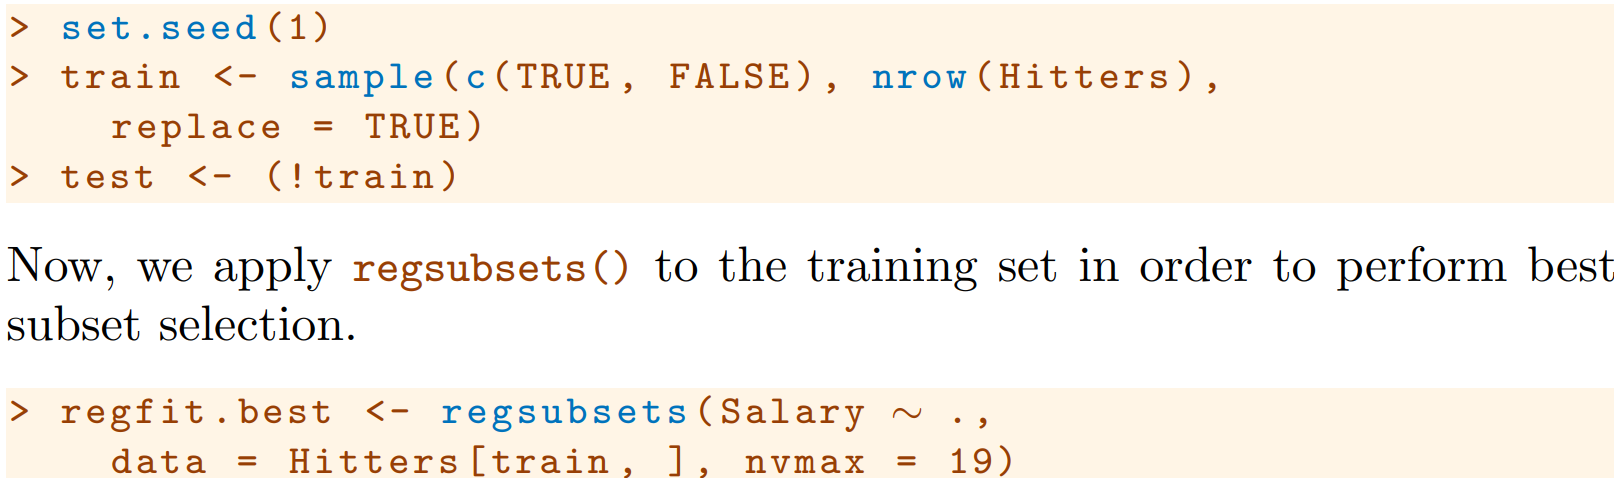 > set.seed(1)
> train <- sample(c(TRUE, FALSE), nrow(Hitters),
replace = TRUE)
> test <- (!train)
Now, we apply regsubsets() to the training set in order to perform best
subset selection.
> regfit.best <- regsubsets(Salary ∼ .,
data = Hitters[train, ], nvmax = 19)